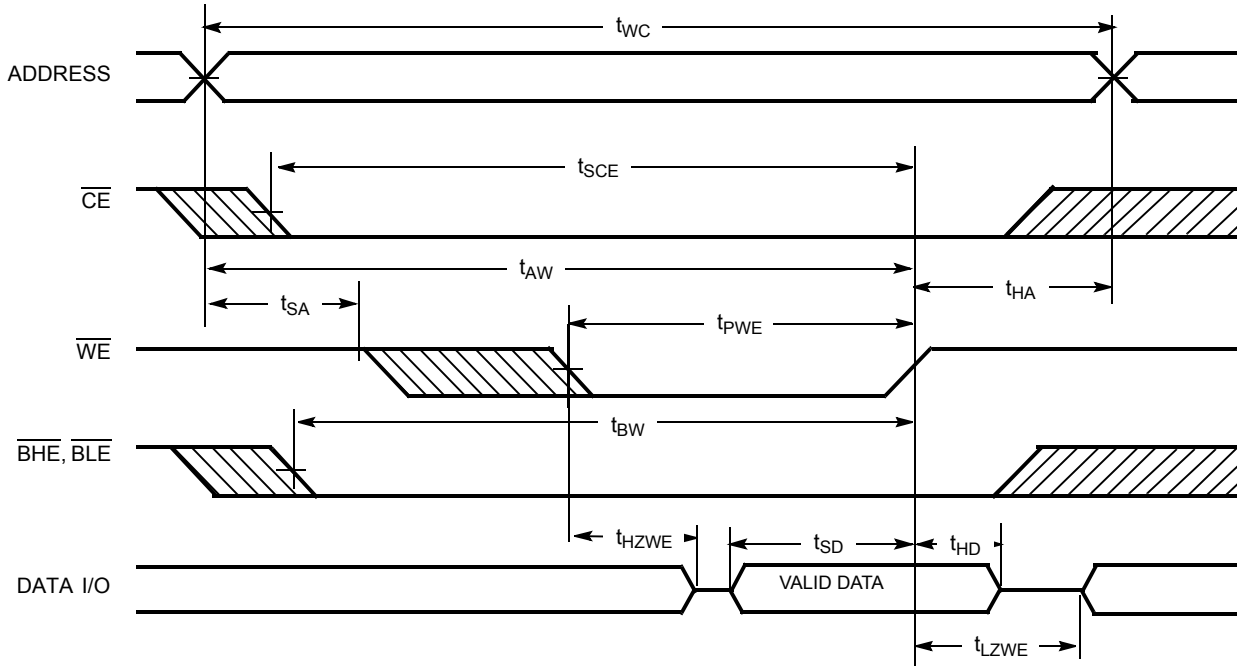 tWC
ADDRESS
tSCE
CE
tAW
tSA
tHA
tPWE
WE
tBW
BHE, BLE
tHZWE
tSD
tHD
DATA I/O
VALID DATA
tLZWE